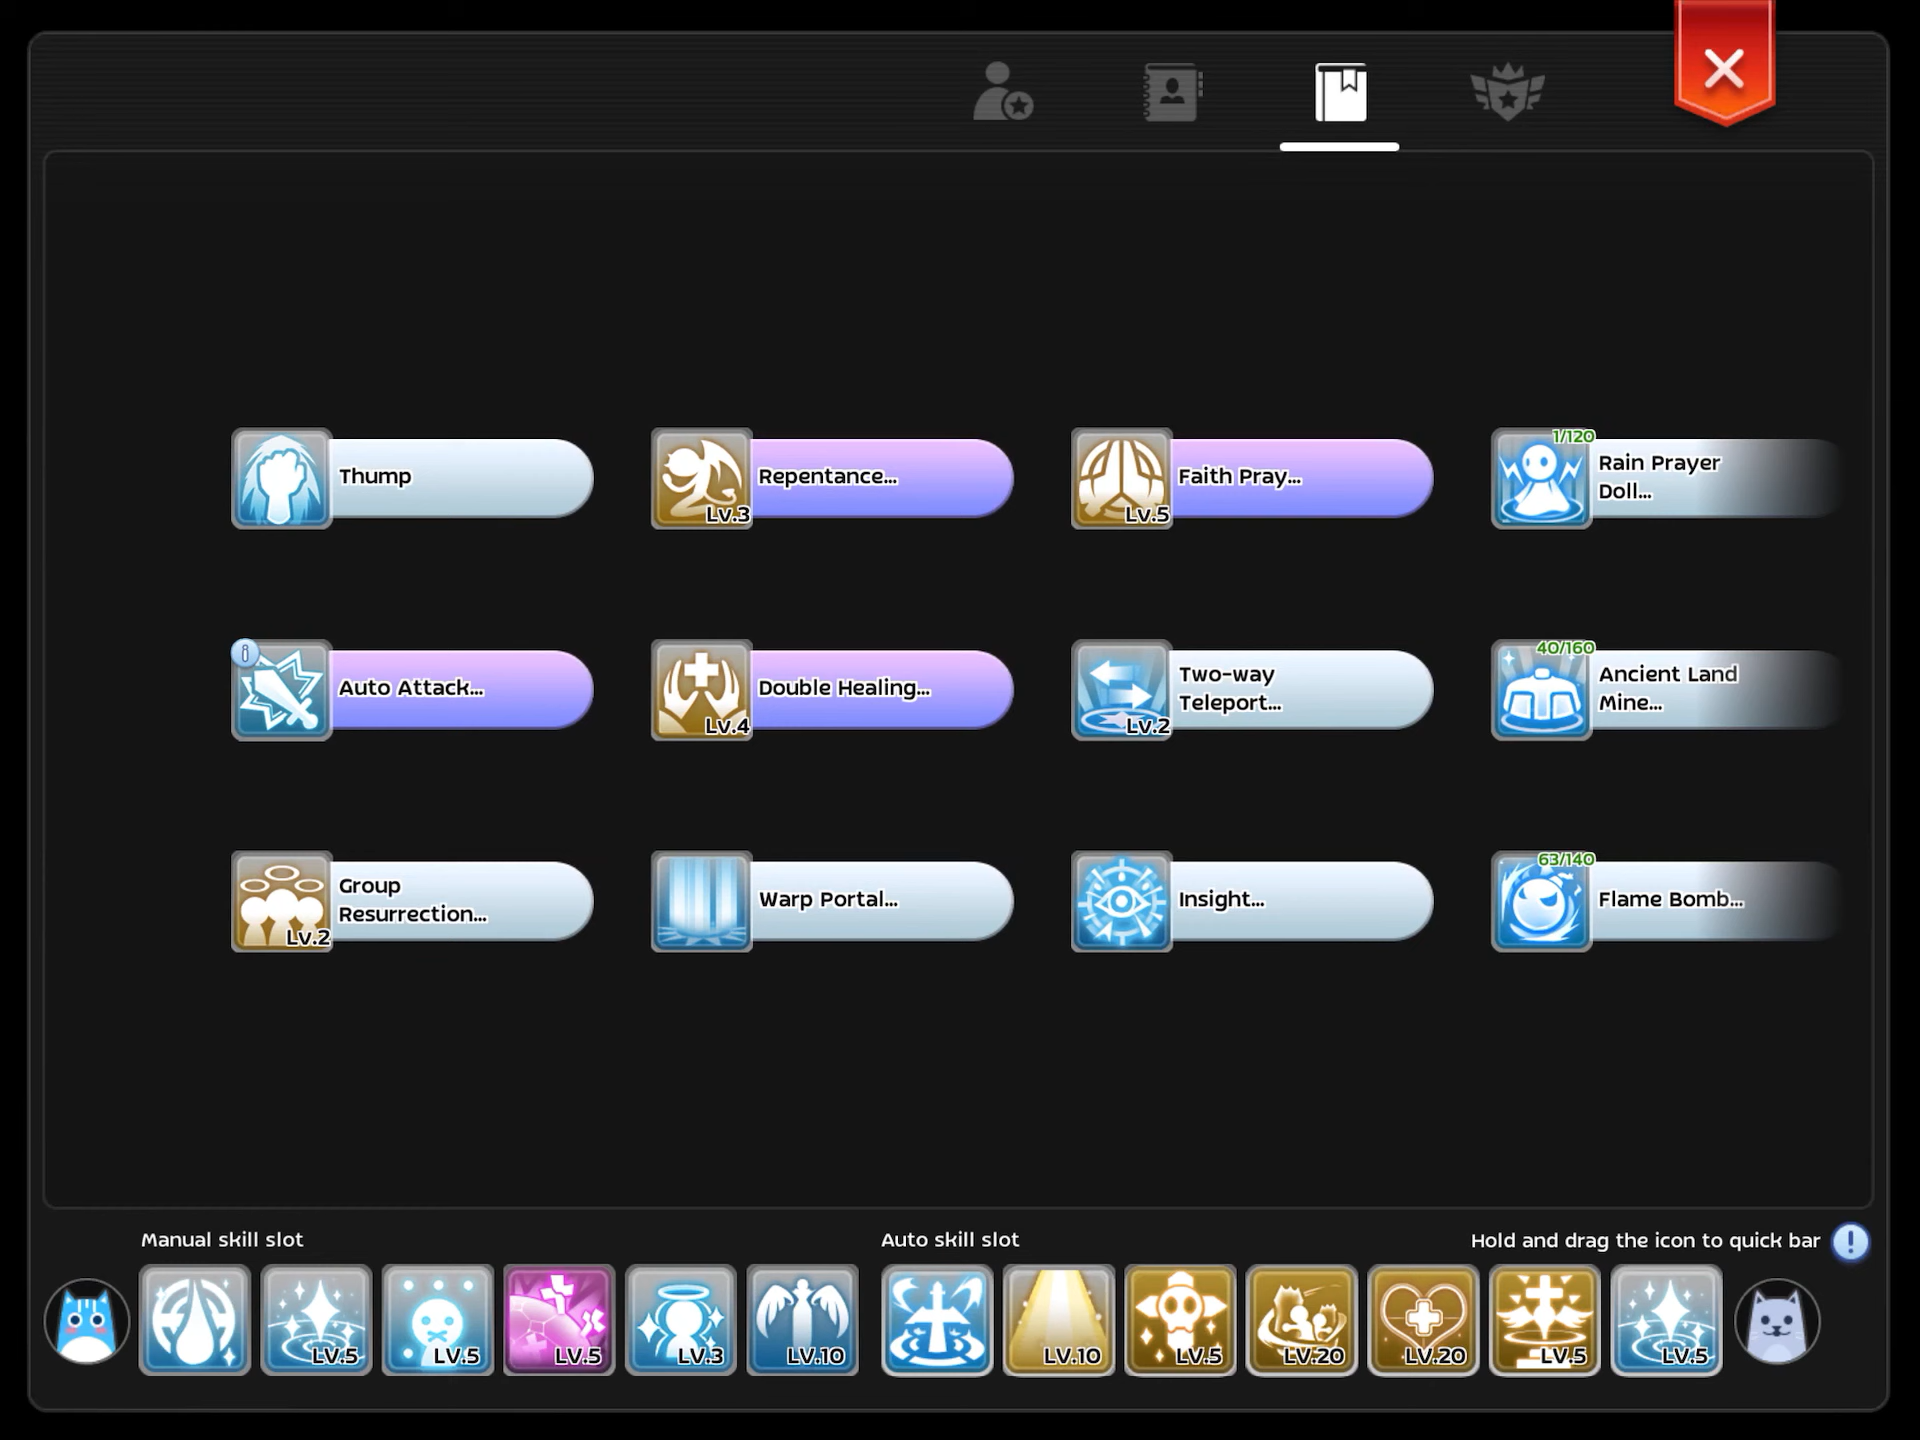 Thump
Lv.3
Repentance...
Lv.5
Faith Pray...
1/120
Rain Prayer
Doll...
i
Auto Attack...
Lv.4
Double Healing...
Lv.2
Two-way
Teleport...
40/160
Ancient Land
Mine...
Lv.2
Group
Resurrection...
Warp Portal...
Insight...
63/140
Flame Bomb...
Manual skill slot
Auto skill slot
Hold and drag the icon to quick bar
!
LV.5
LV.5
LV.5
LV.3
LV.10
LV.10
LV.5
LV.20
LV.20
LV.5
LV.5